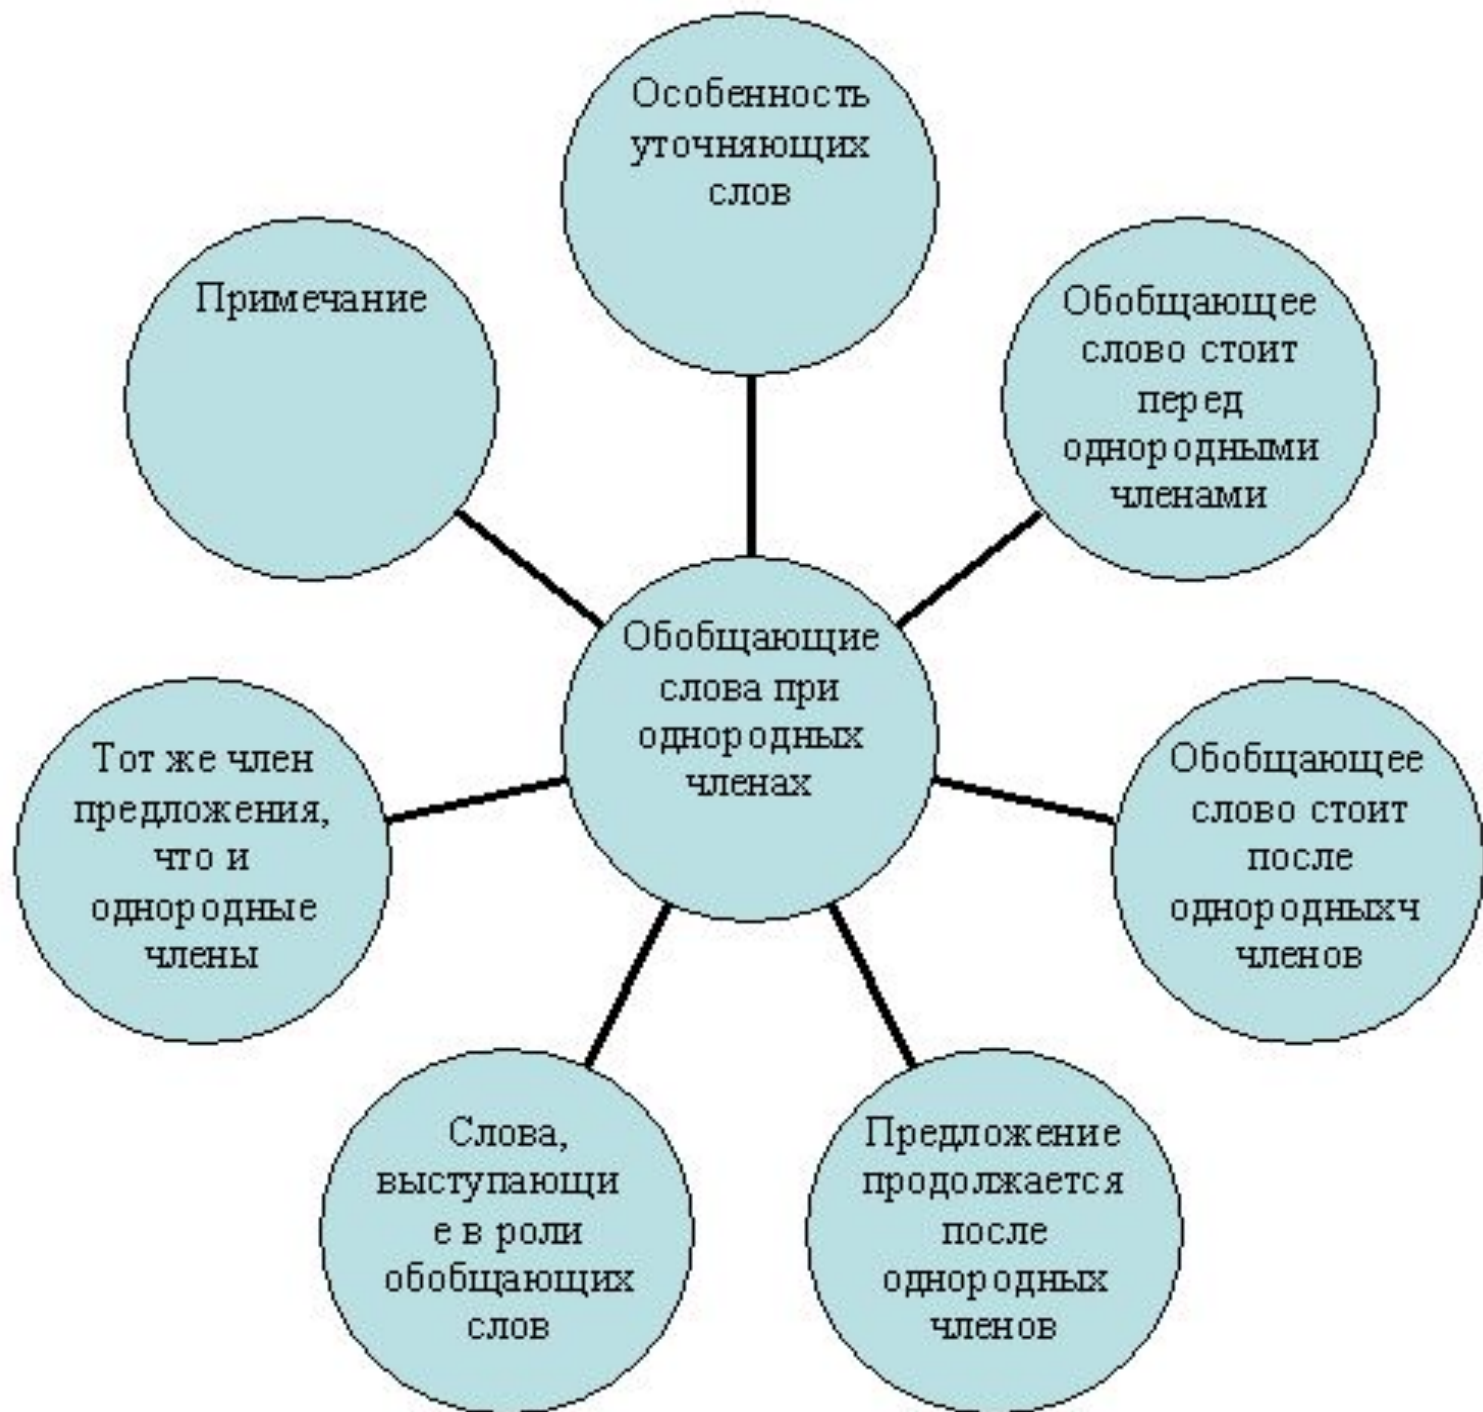 Особенность
уточняющих
слов
Примечание
Обобщающее
слово стоит
перед
однородными
членами
Обобщающие
слова при
однородных
членах
Тот же член
предложения,
что и
однородные
члены
Обобщающее
слово стоит
после
однородныхч
членов
Слова,
выступающи
е в роли
обобщающих
слов
Предложение
продолжается
после
однородных
членов